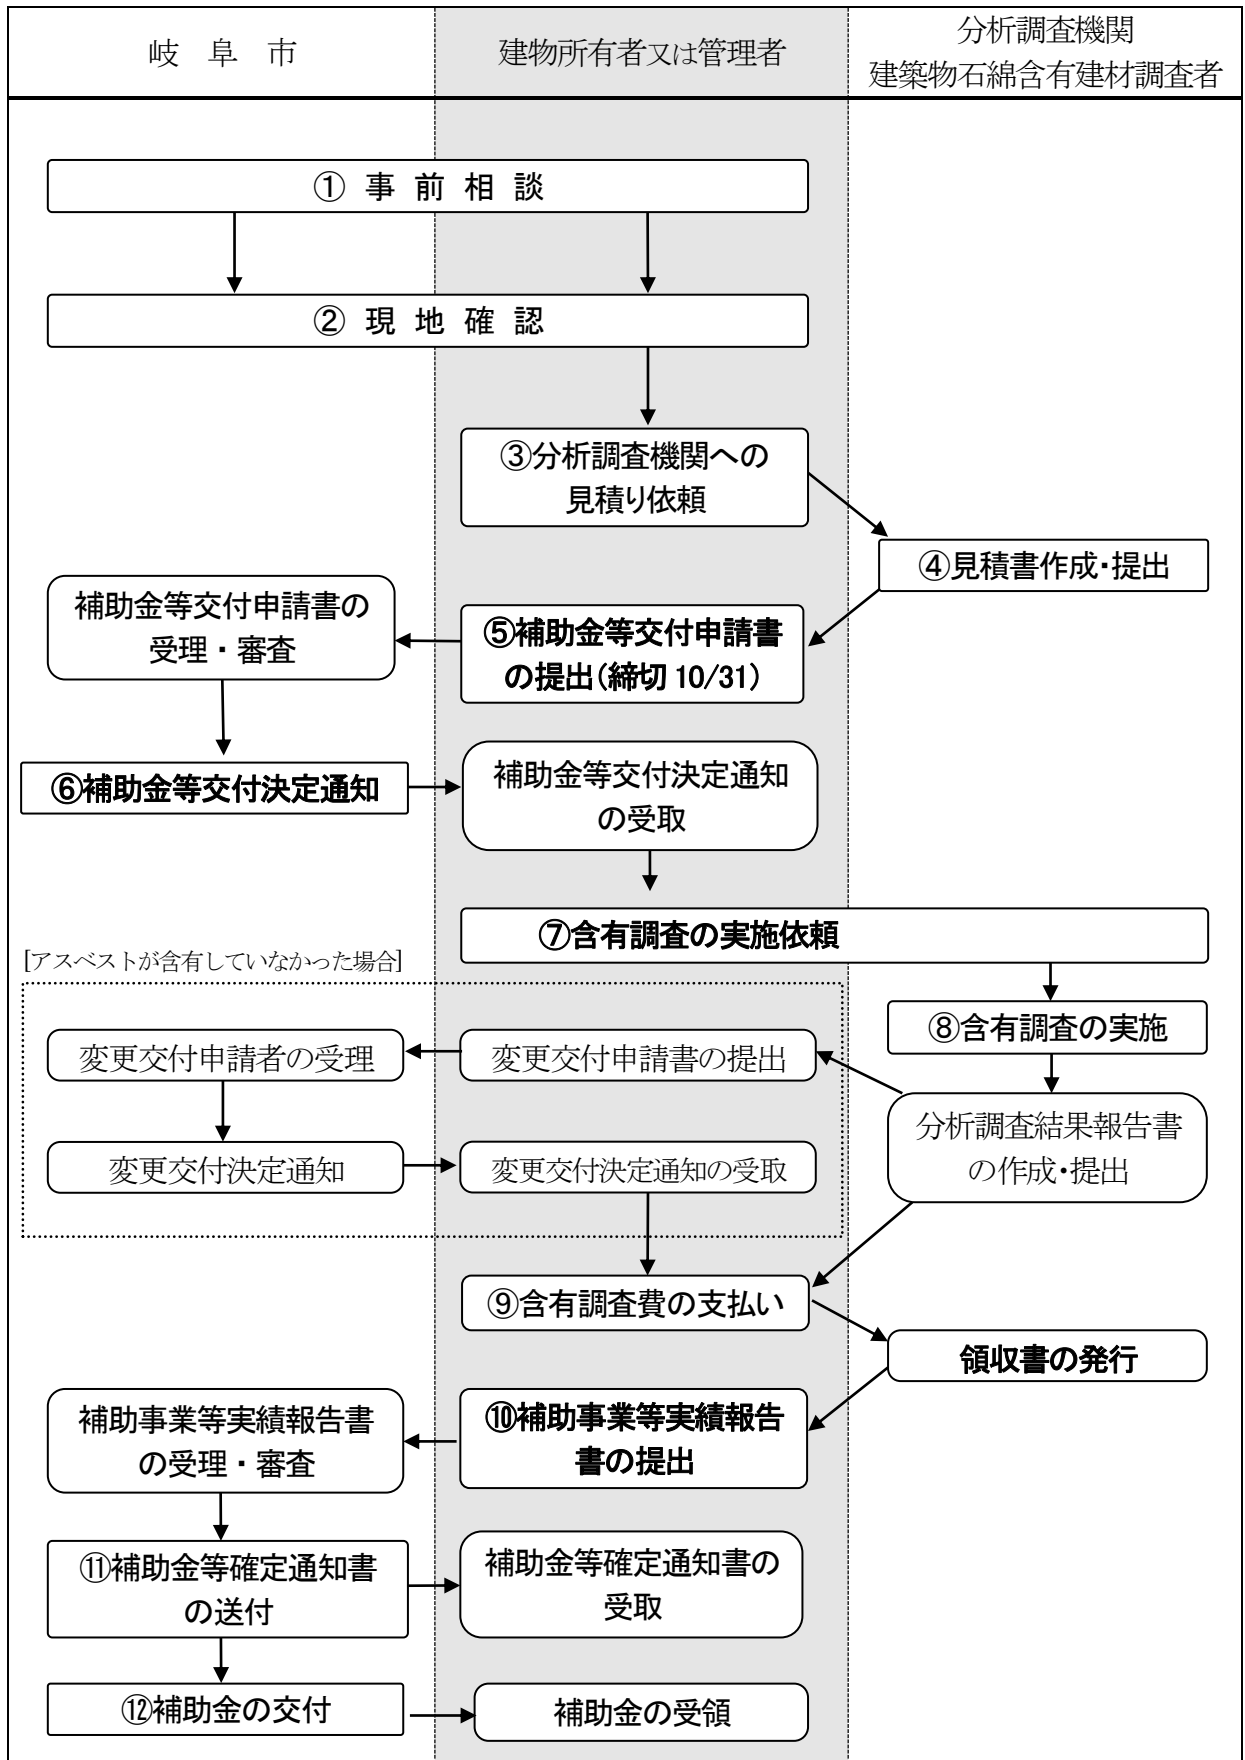 岐 阜 市
建物所有者又は管理者
分析調査機関
建築物石綿含有建材調査者
① 事 前 相 談
② 現 地 確 認
③分析調査機関への
見積り依頼
④見積書作成・提出
補助金等交付申請書の
受理・審査
⑤補助金等交付申請書
の提出(締切 10/31)
⑥補助金等交付決定通知
補助金等交付決定通知
の受取
⑦含有調査の実施依頼
[アスベストが含有していなかった場合]
⑧含有調査の実施
変更交付申請者の受理
変更交付申請書の提出
分析調査結果報告書
の作成・提出
変更交付決定通知
変更交付決定通知の受取
⑨含有調査費の支払い
領収書の発行
補助事業等実績報告書
の受理・審査
⑩補助事業等実績報告
書の提出
⑪補助金等確定通知書
の送付
補助金等確定通知書の
受取
⑫補助金の交付
補助金の受領